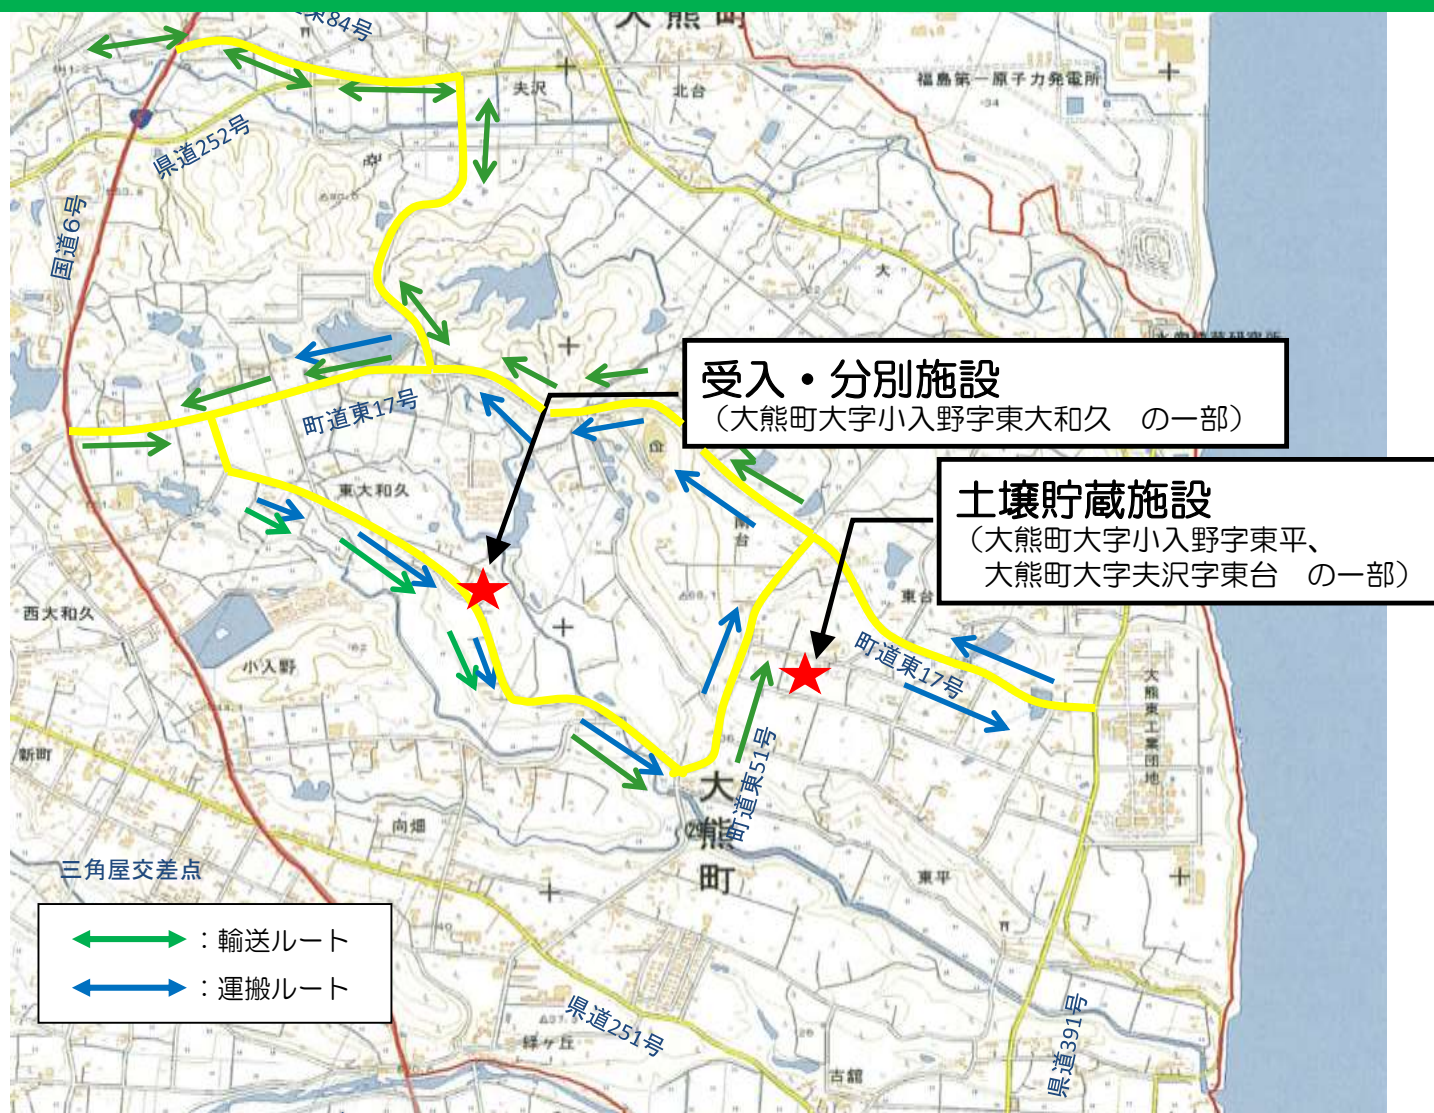 大熊町
県道252号
国道6号
夫沢
北台
福島第一原子力発電所
大
町道東17号
受入・分別施設
（大熊町大字小入野字東大和久　の一部）
土壌貯蔵施設
（大熊町大字小入野字東平、
大熊町大字夫沢字東台　の一部）
東大和久
南台
東台
西大和久
小入野
町道東17号
大熊東工業団地
新町
町道東51号
大熊町
向畑
東平
三角屋交差点
：輸送ルート
：運搬ルート
県道251号
緑ヶ丘
古舘
県道391号